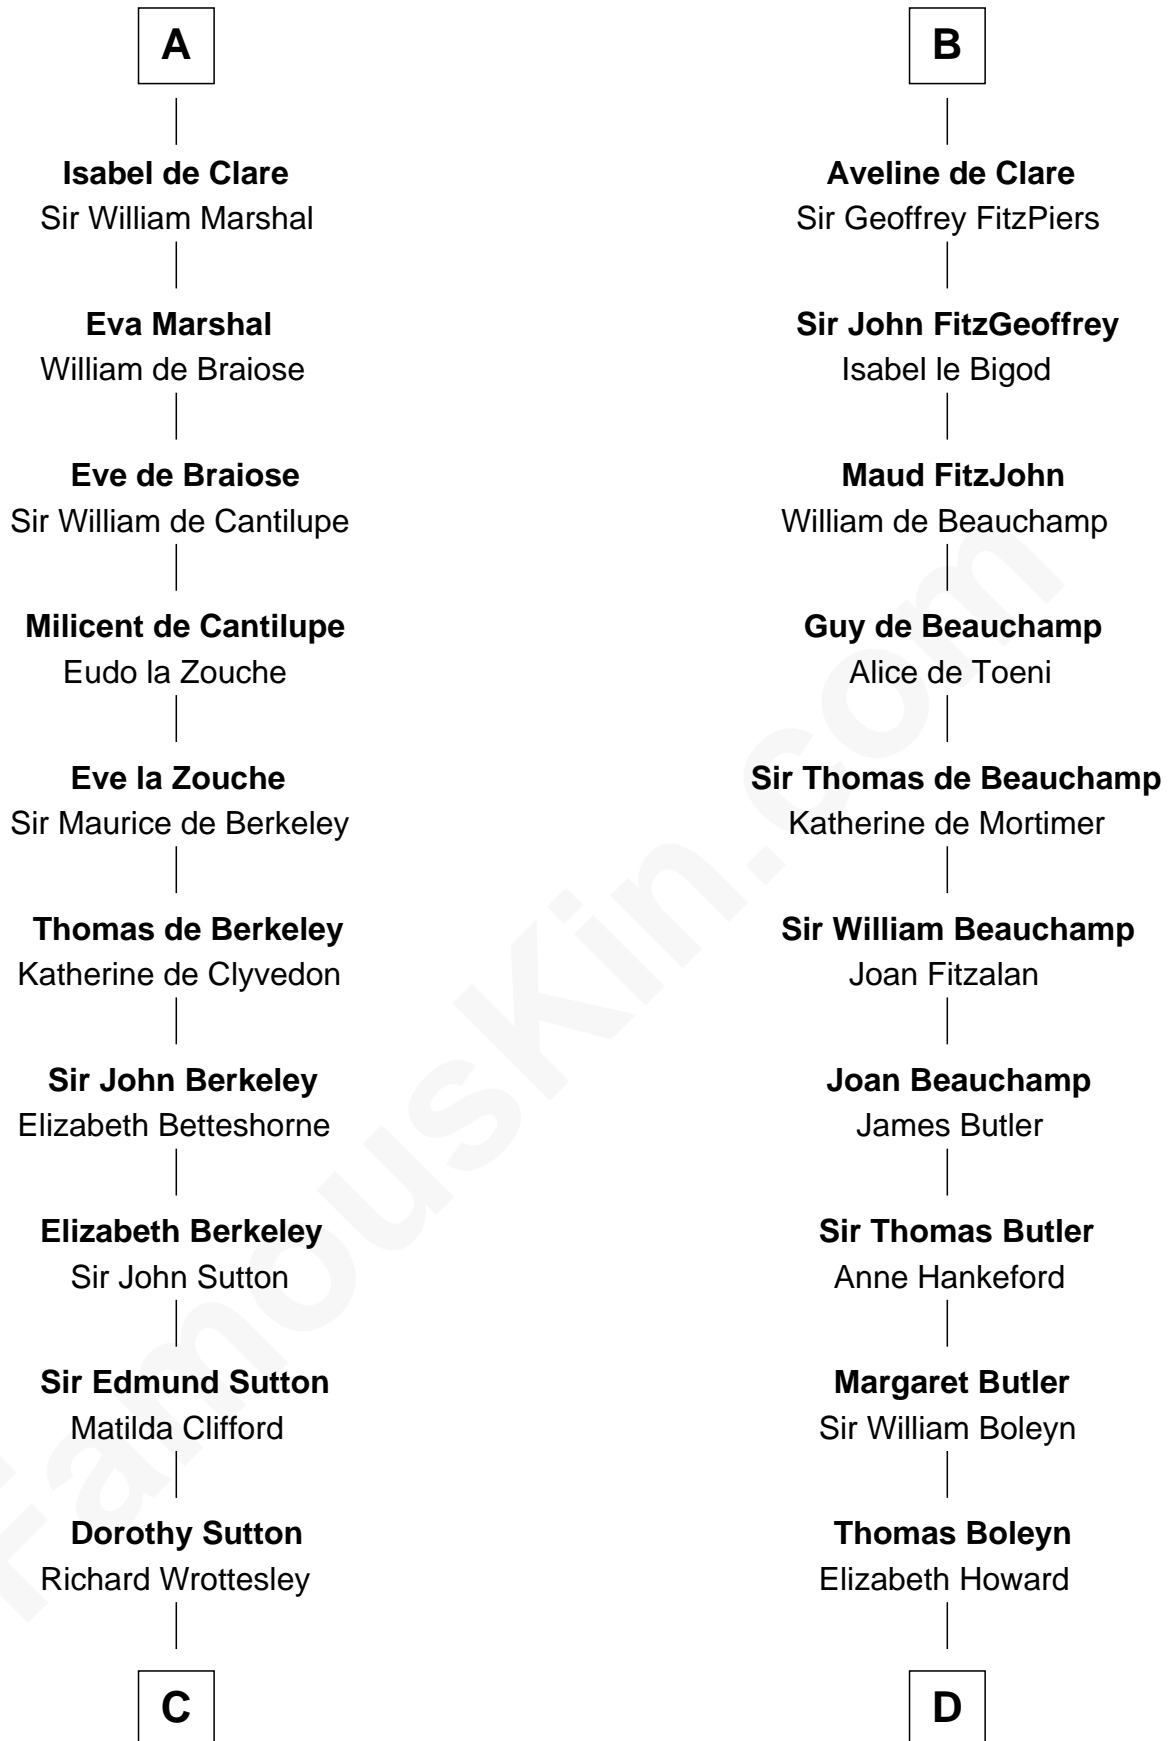 A
Isabel de Clare
Sir William Marshal
Eva Marshal
William de Braiose
Eve de Braiose
Sir William de Cantilupe
Milicent de Cantilupe
Eudo la Zouche
Eve la Zouche
Sir Maurice de Berkeley
Thomas de Berkeley
Katherine de Clyvedon
Sir John Berkeley
Elizabeth Betteshorne
Elizabeth Berkeley
Sir John Sutton
Sir Edmund Sutton
Matilda Clifford
Dorothy Sutton
Richard Wrottesley
C
B
Aveline de Clare
Sir Geoffrey FitzPiers
Sir John FitzGeoffrey
Isabel le Bigod
Maud FitzJohn
William de Beauchamp
Guy de Beauchamp
Alice de Toeni
Sir Thomas de Beauchamp
Katherine de Mortimer
Sir William Beauchamp
Joan Fitzalan
Joan Beauchamp
James Butler
Sir Thomas Butler
Anne Hankeford
Margaret Butler
Sir William Boleyn
Thomas Boleyn
Elizabeth Howard
D
FamousKin.com